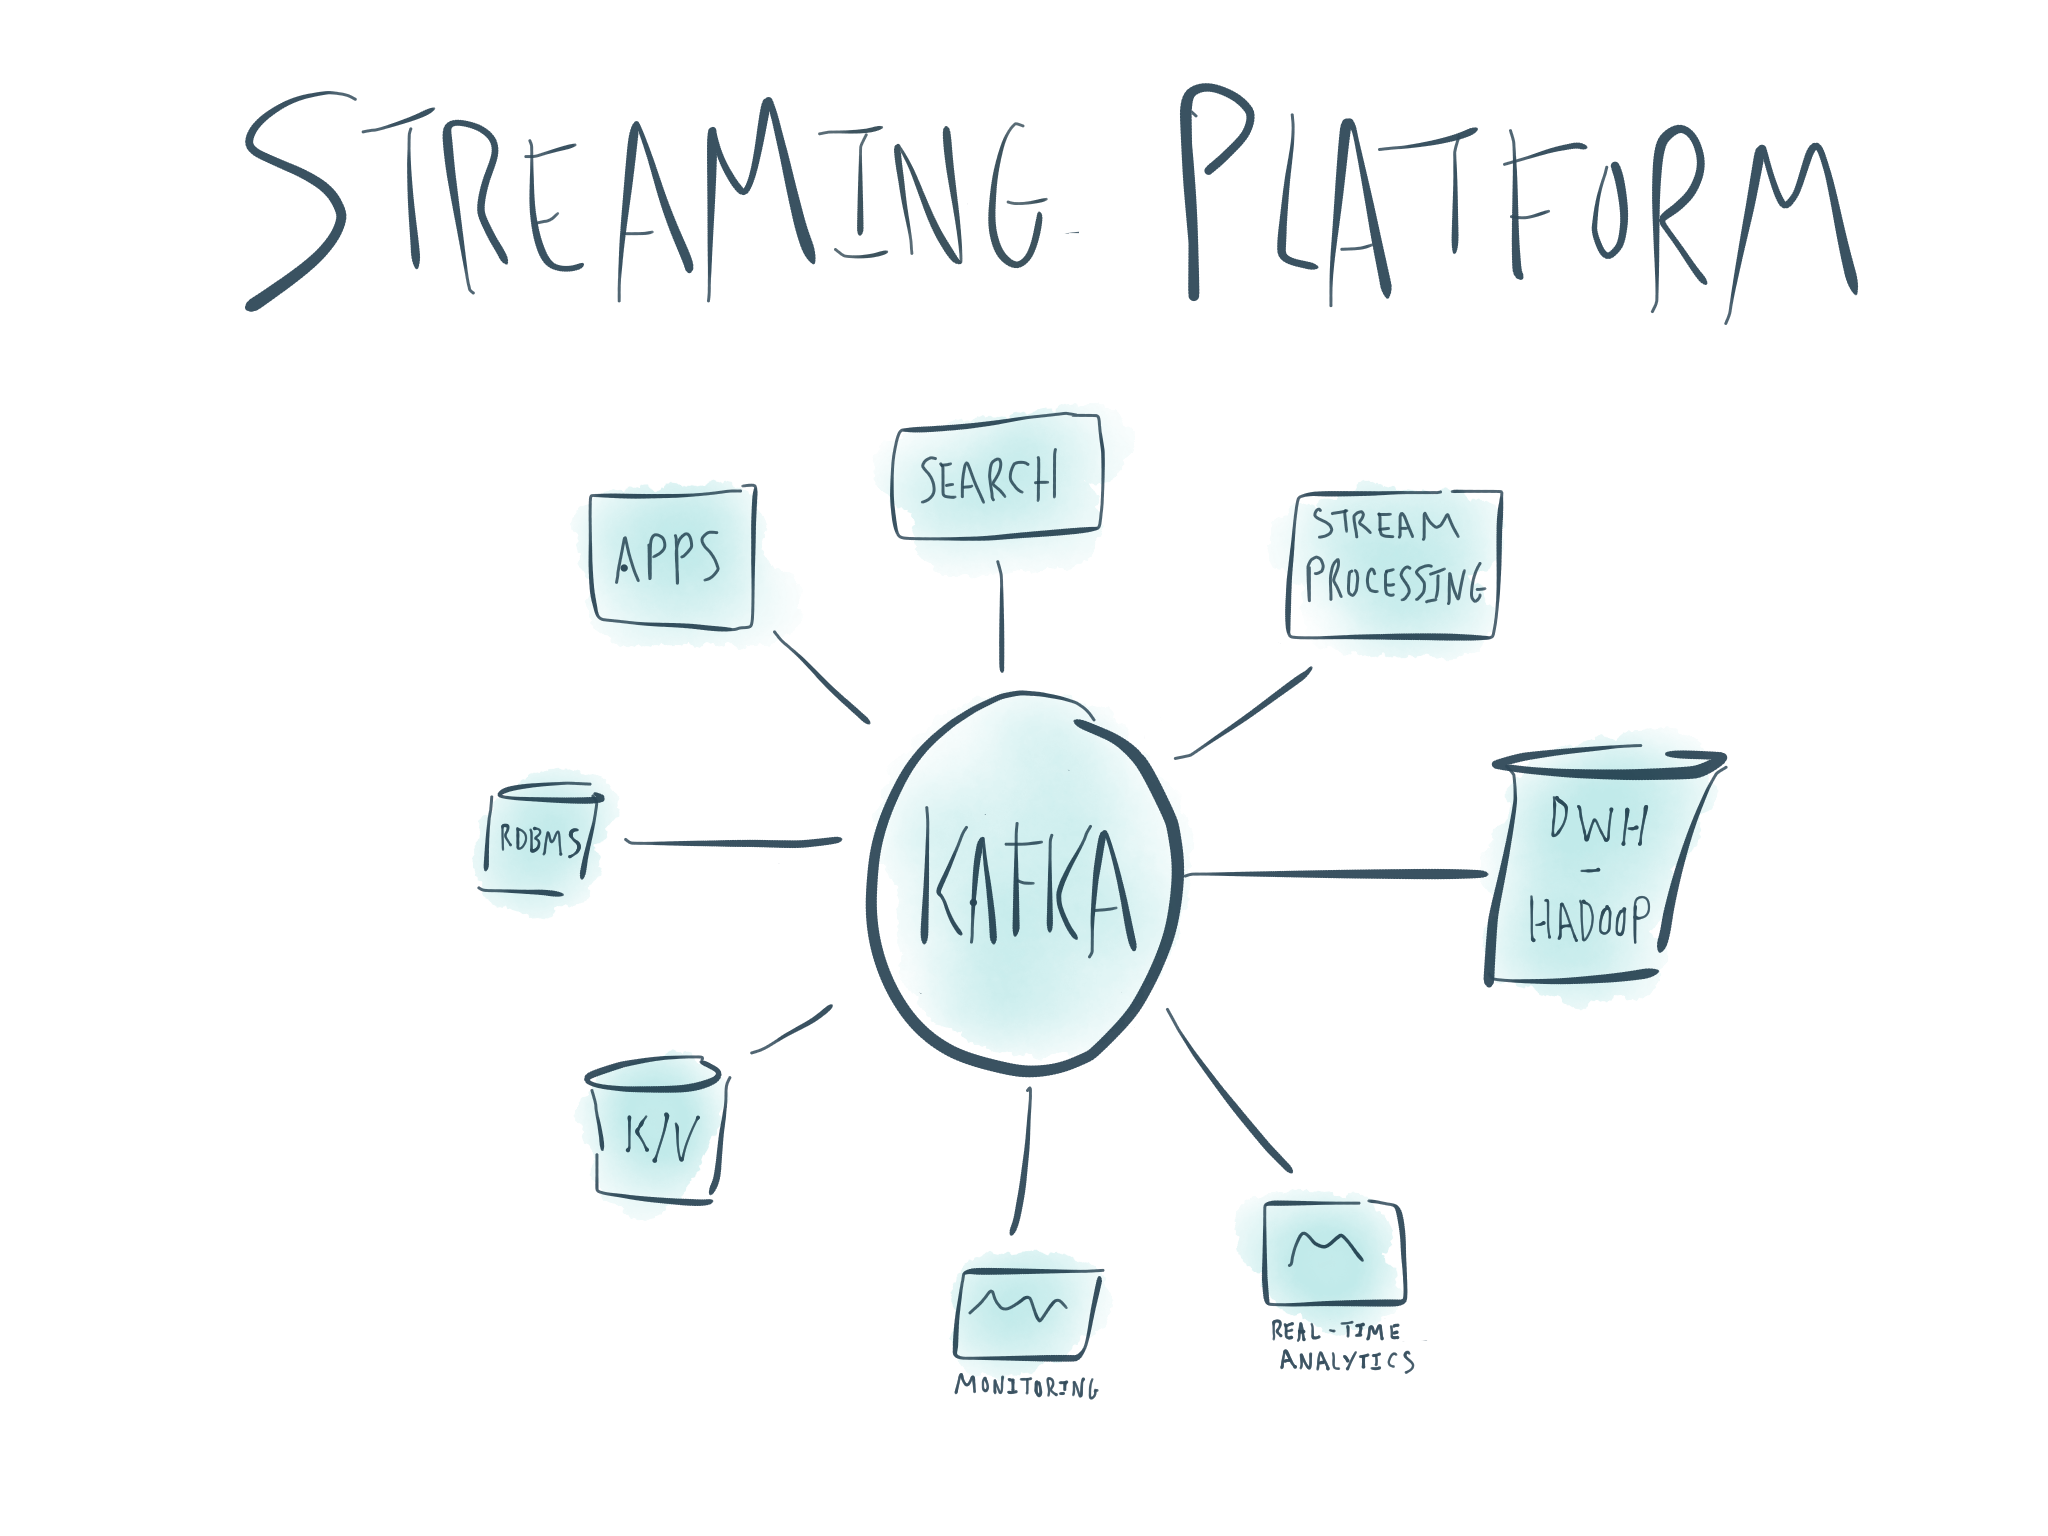 STREAMING PLATFORM
SEARCH
APPS
STREAM
PROCESSING
RDBMS
KAFKA
DWH
-
HADOOP
K/V
MONITORING
REAL-TIME
ANALYTICS